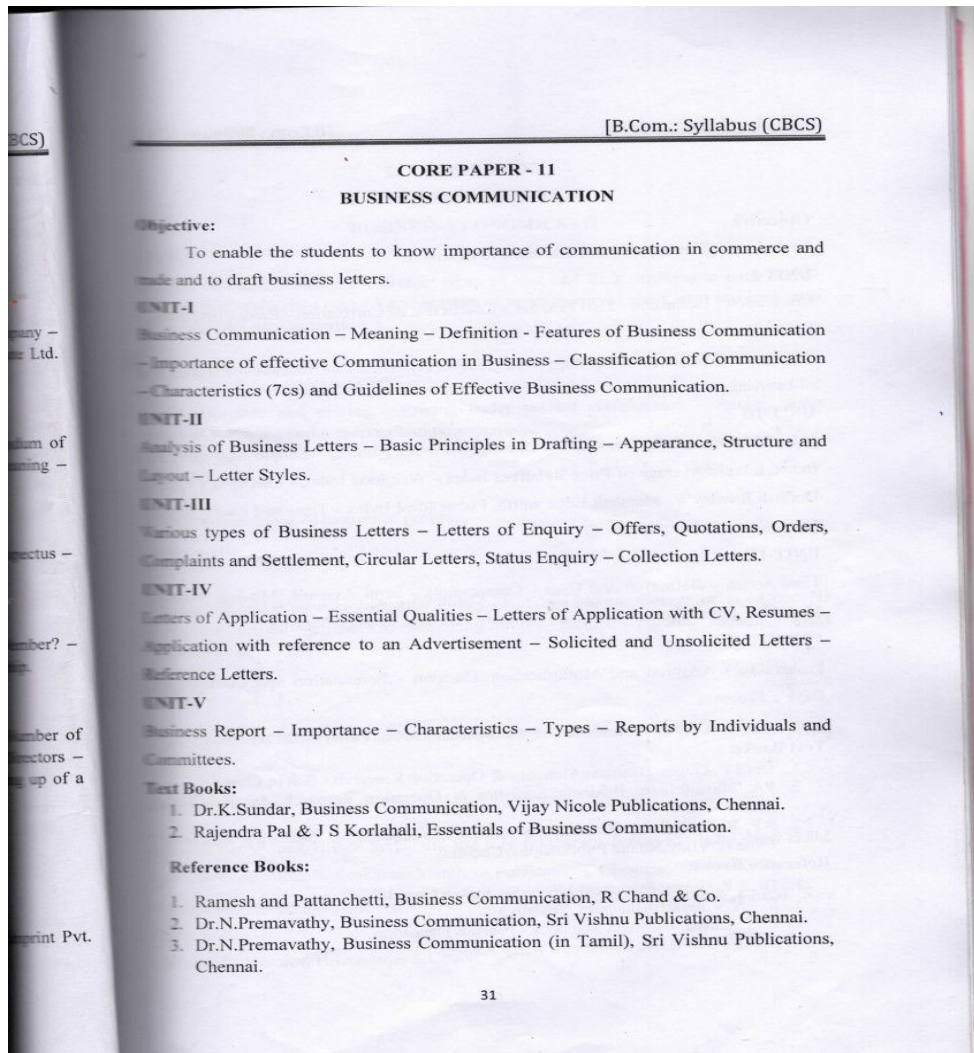 [B.Com.: Syllabus (CBCS)
BCS)
CORE PAPER - 11
BUSINESS COMMUNICATION
Objective:
To enable the students to know importance of communication in commerce and
trade and to draft business letters.
UNIT-I
Business Communication – Meaning – Definition - Features of Business Communication
– Importance of effective Communication in Business – Classification of Communication
– Characteristics (7cs) and Guidelines of Effective Business Communication.
UNIT-II
Analysis of Business Letters – Basic Principles in Drafting – Appearance, Structure and
Layout – Letter Styles.
UNIT-III
Various types of Business Letters – Letters of Enquiry – Offers, Quotations, Orders,
Complaints and Settlement, Circular Letters, Status Enquiry – Collection Letters.
UNIT-IV
Letters of Application – Essential Qualities – Letters of Application with CV, Resumes –
Application with reference to an Advertisement – Solicited and Unsolicited Letters –
Reference Letters.
UNIT-V
Business Report – Importance – Characteristics – Types – Reports by Individuals and
Committees.
Text Books:
1. Dr.K.Sundar, Business Communication, Vijay Nicole Publications, Chennai.
2. Rajendra Pal & J S Korlahali, Essentials of Business Communication.
Reference Books:
1. Ramesh and Pattanchetti, Business Communication, R Chand & Co.
2. Dr.N.Premavathy, Business Communication, Sri Vishnu Publications, Chennai.
3. Dr.N.Premavathy, Business Communication (in Tamil), Sri Vishnu Publications,
Chennai.
31
Ltd.
of
–
–
–
of
–
up of a
Pvt.